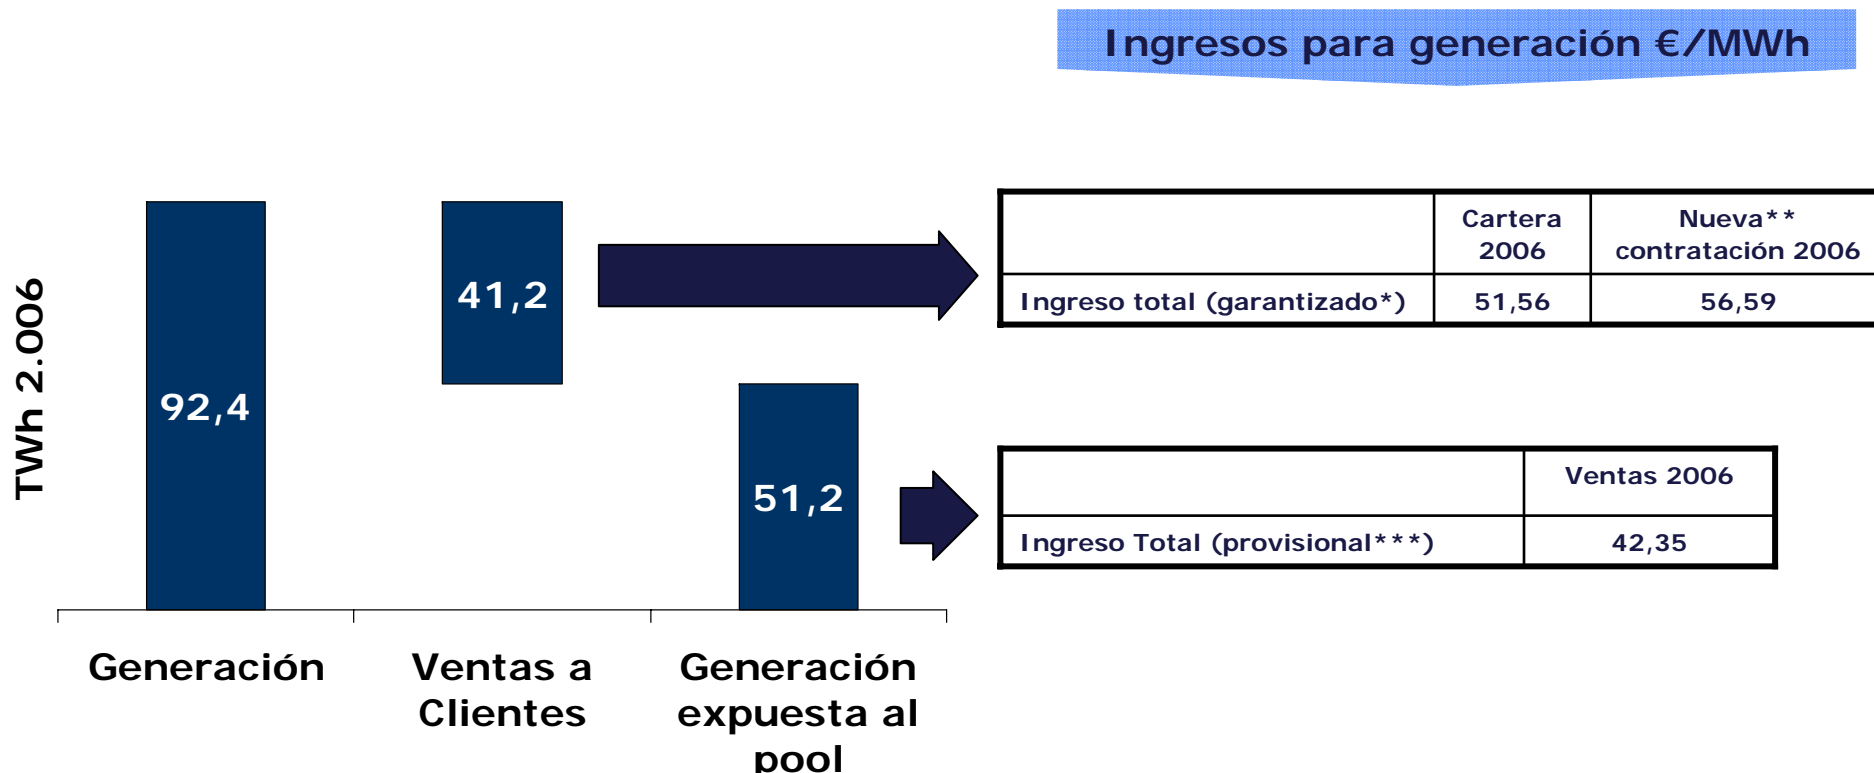 Ingresos para generación €/MWh
TWh 2.006
92,4
41,2
51,2
Generación
Ventas a
Clientes
Generación
expuesta al
pool
Cartera
2006
Nueva**
contratación 2006
Ingreso total (garantizado*)
51,56
56,59
Ventas 2006
Ingreso Total (provisional***)
42,35